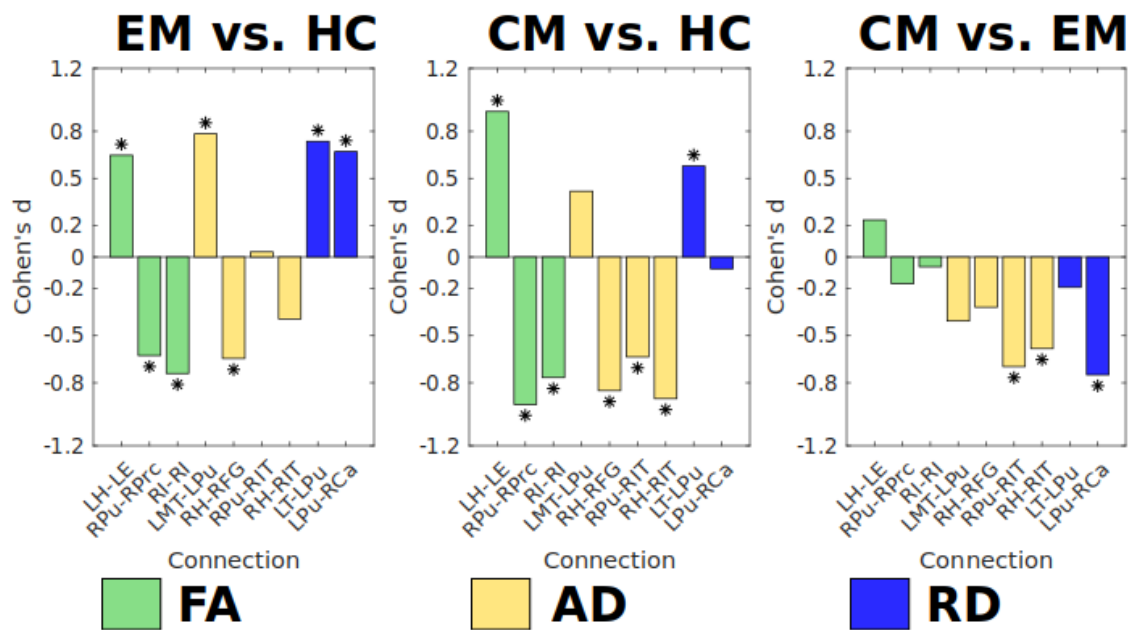 EM vs. HC
CM vs. HC
CM vs. EM
Cohen's d
1.2
0.8
0.5
0.2
0
-0.2
-0.5
-0.8
-1.2
LH-LE
RPu-RPrc
RI-RI
LMT-LPu
RH-RFG
RPu-RIT
RH-RIT
LT-LPu
LPu-RCa
Connection
Cohen's d
1.2
0.8
0.5
0.2
0
-0.2
-0.5
-0.8
-1.2
LH-LE
RPu-RPrc
RI-RI
LMT-LPu
RH-RFG
RPu-RIT
RH-RIT
LT-LPu
LPu-RCa
Connection
Cohen's d
1.2
0.8
0.5
0.2
0
-0.2
-0.5
-0.8
-1.2
LH-LE
RPu-RPrc
RI-RI
LMT-LPu
RH-RFG
RPu-RIT
RH-RIT
LT-LPu
LPu-RCa
Connection
FA
AD
RD